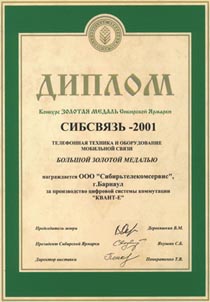 ДИПЛОМ
Конкурс ЗОЛОТАЯ МЕДАЛЬ Сибирской Ярмарки
СИБСВЯЗЬ -2001
ТЕЛЕФОННАЯ ТЕХНИКА И ОБОРУДОВАНИЕ
МОБИЛЬНОЙ СВЯЗИ
БОЛЬШОЙ ЗОЛОТОЙ МЕДАЛЬЮ
награждается ООО "Сибирьтелекомсервис",
г.Барнаул
за производство цифровой системы коммутации
"КВАНТ-Е"
Председатель жюри
Президент Сибирской Ярмарки Якушин С.Б.
Директор выставки Т.В.